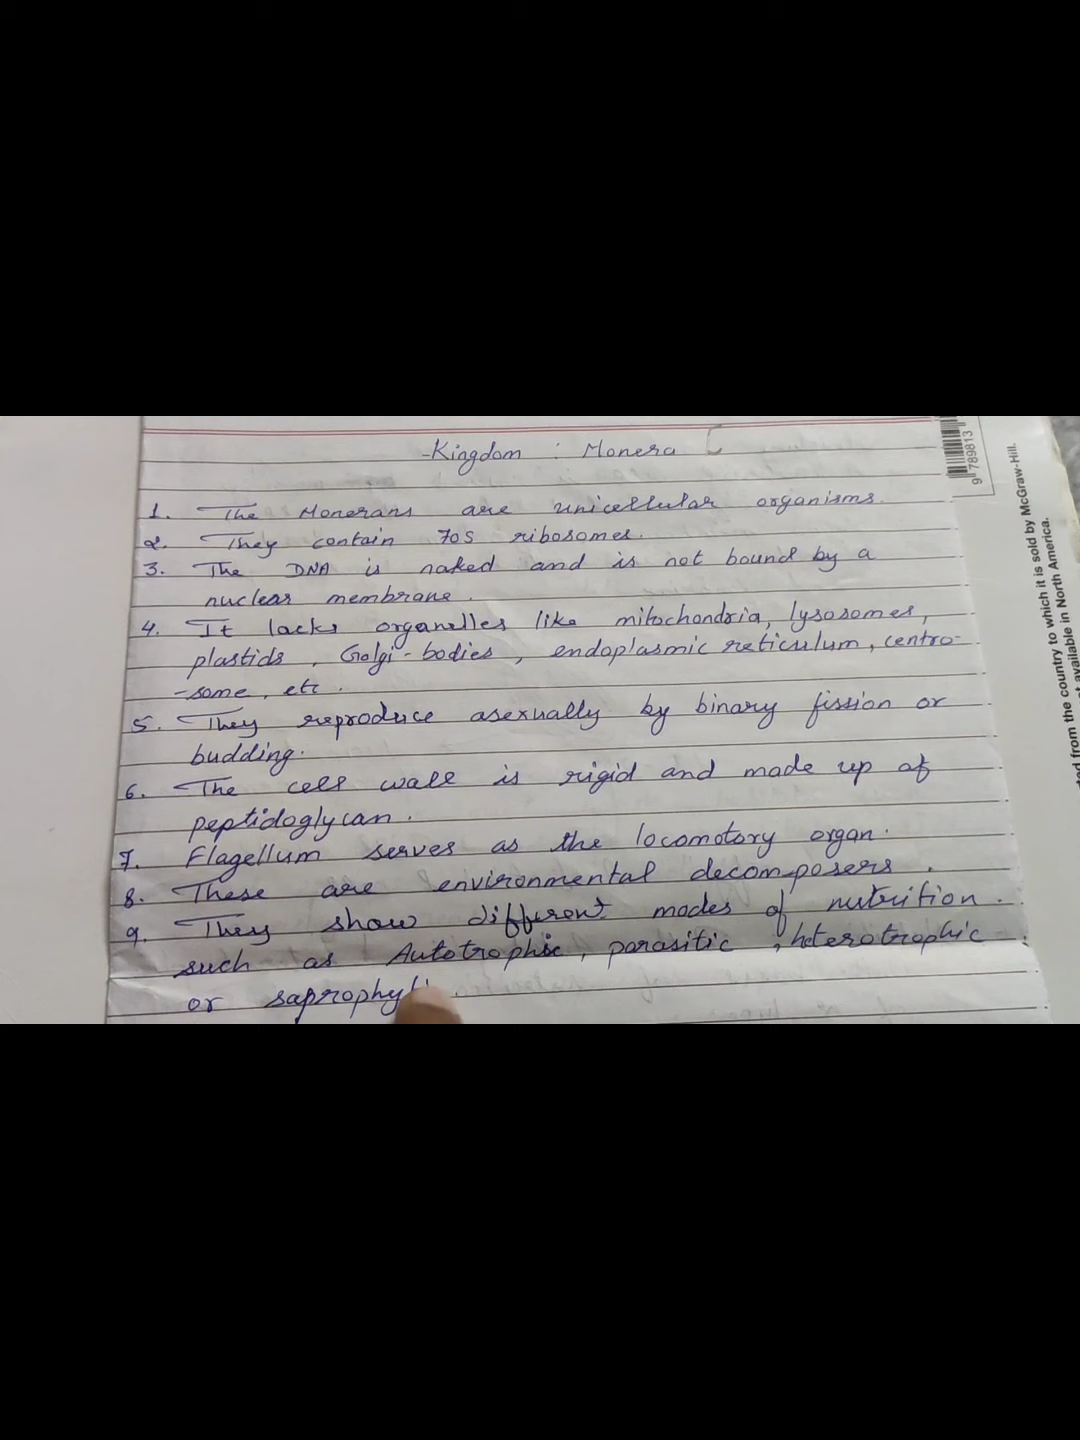 Kingdom : Monera
1. The Monerans are unicellular organisms.
2. They contain 70S ribosomes.
3. The DNA is naked and is not bound by a
nuclear membrane.
4. It lacks organelles like mitochondria, lysosomes,
plastids, Golgi-bodies, endoplasmic reticulum, centro-
-some, etc.
5. They reproduce asexually by binary fission or
budding.
6. The cell wall is rigid and made up of
peptidoglycan.
7. Flagellum serves as the locomotory organ.
8. These are environmental decomposers.
9. They show different modes of nutrition.
such as Autotrophic, parasitic, heterotrophic
or
9 789813
the country to which it is sold by McGraw-Hill.
available in North America.